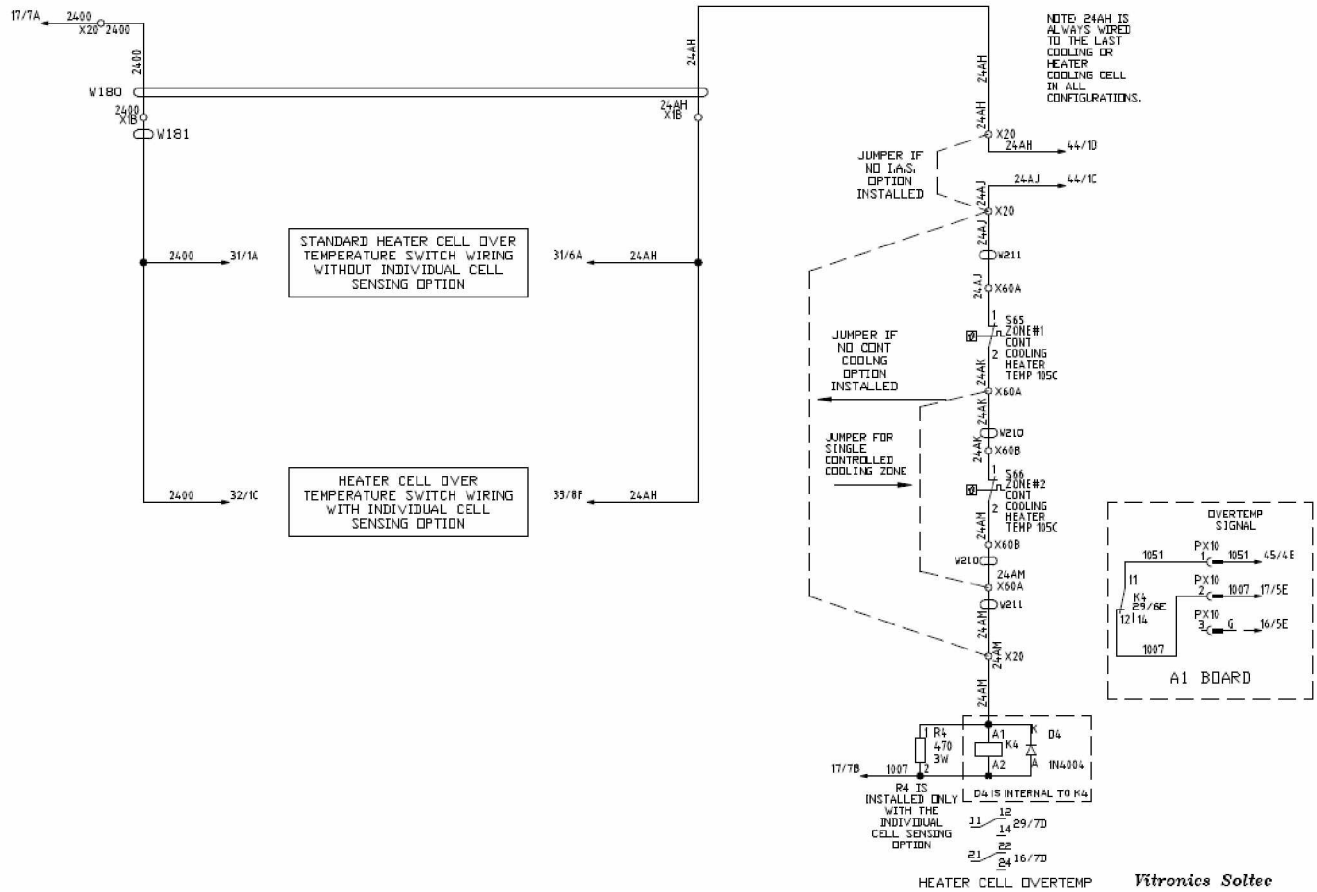 17/7A
2400
X20
2400
2400
W180
2400
X1B
W181
24AH
24AH
X1B
2400
31/1A
STANDARD HEATER CELL OVER
TEMPERATURE SWITCH WIRING
WITHOUT INDIVIDUAL CELL
SENSING OPTION
31/6A
24AH
2400
32/1C
HEATER CELL OVER
TEMPERATURE SWITCH WIRING
WITH INDIVIDUAL CELL
SENSING OPTION
39/8F
24AH
NOTE) 24AH IS
ALWAYS WIRED
TO THE LAST
COOLING OR
HEATER
COOLING CELL
IN ALL
CONFIGURATIONS.
24AH
24AH
X20
24AH
44/1D
JUMPER IF
NO I.A.S.
OPTION
INSTALLED
24AJ
44/1C
24AJ
X20
24AJ
W211
24AJ
X60A
1
S65
ZONE#1
CONT
2
COOLING
HEATER
TEMP 105C
JUMPER IF
NO CONT
COOLNG
OPTION
INSTALLED
24AK
X60A
24AK
W210
24AK
X60B
JUMPER FOR
SINGLE
CONTROLLED
COOLING ZONE
1
S66
ZONE#2
CONT
2
COOLING
HEATER
TEMP 105C
24AM
X60B
W210
24AM
X60A
W211
24AM
24AM
X20
24AM
OVERTEMP
SIGNAL
1051
PX10
1
1051
45/4E
11
K4
29/6E
12
14
PX10
2
1007
17/5E
PX10
3
G
16/5E
1007
A1 BOARD
1
R4
470
3W
2
A1
K4
A2
K
D4
A
1N4004
17/7B
1007
D4 IS INTERNAL TO K4
R4 IS
INSTALLED ONLY
WITH THE
INDIVIDUAL
CELL SENSING
OPTION
11
12
14
29/7D
21
22
24
16/7D
HEATER CELL OVERTEMP
Vitronics Soltec